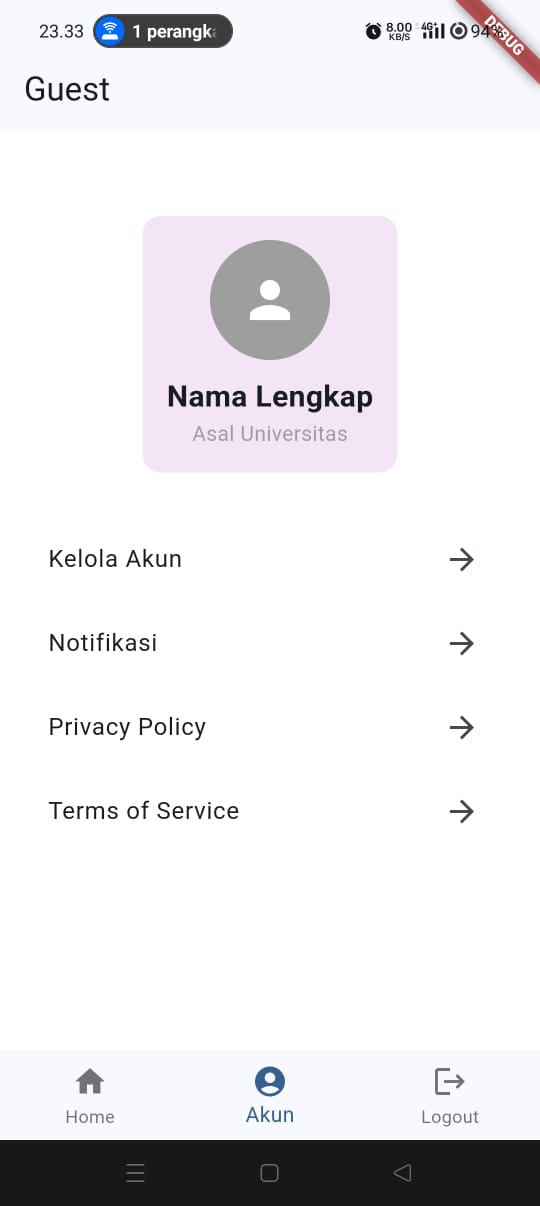 23.33 1 perangka 8.00 KB/S 4G+ 94%
DEBUG
Guest
Nama Lengkap
Asal Universitas
Kelola Akun
Notifikasi
Privacy Policy
Terms of Service
Home Akun Logout